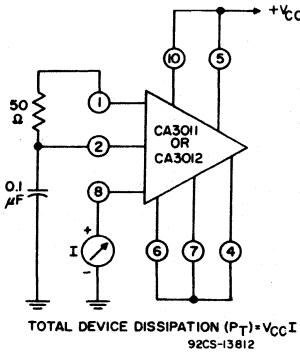 +VCC
10
5
50
Ω
1
CA3011
OR
CA3012
2
0.1
μF
8
+
I
-
6
7
4
TOTAL DEVICE DISSIPATION (PT)=VCC I
92CS-13812